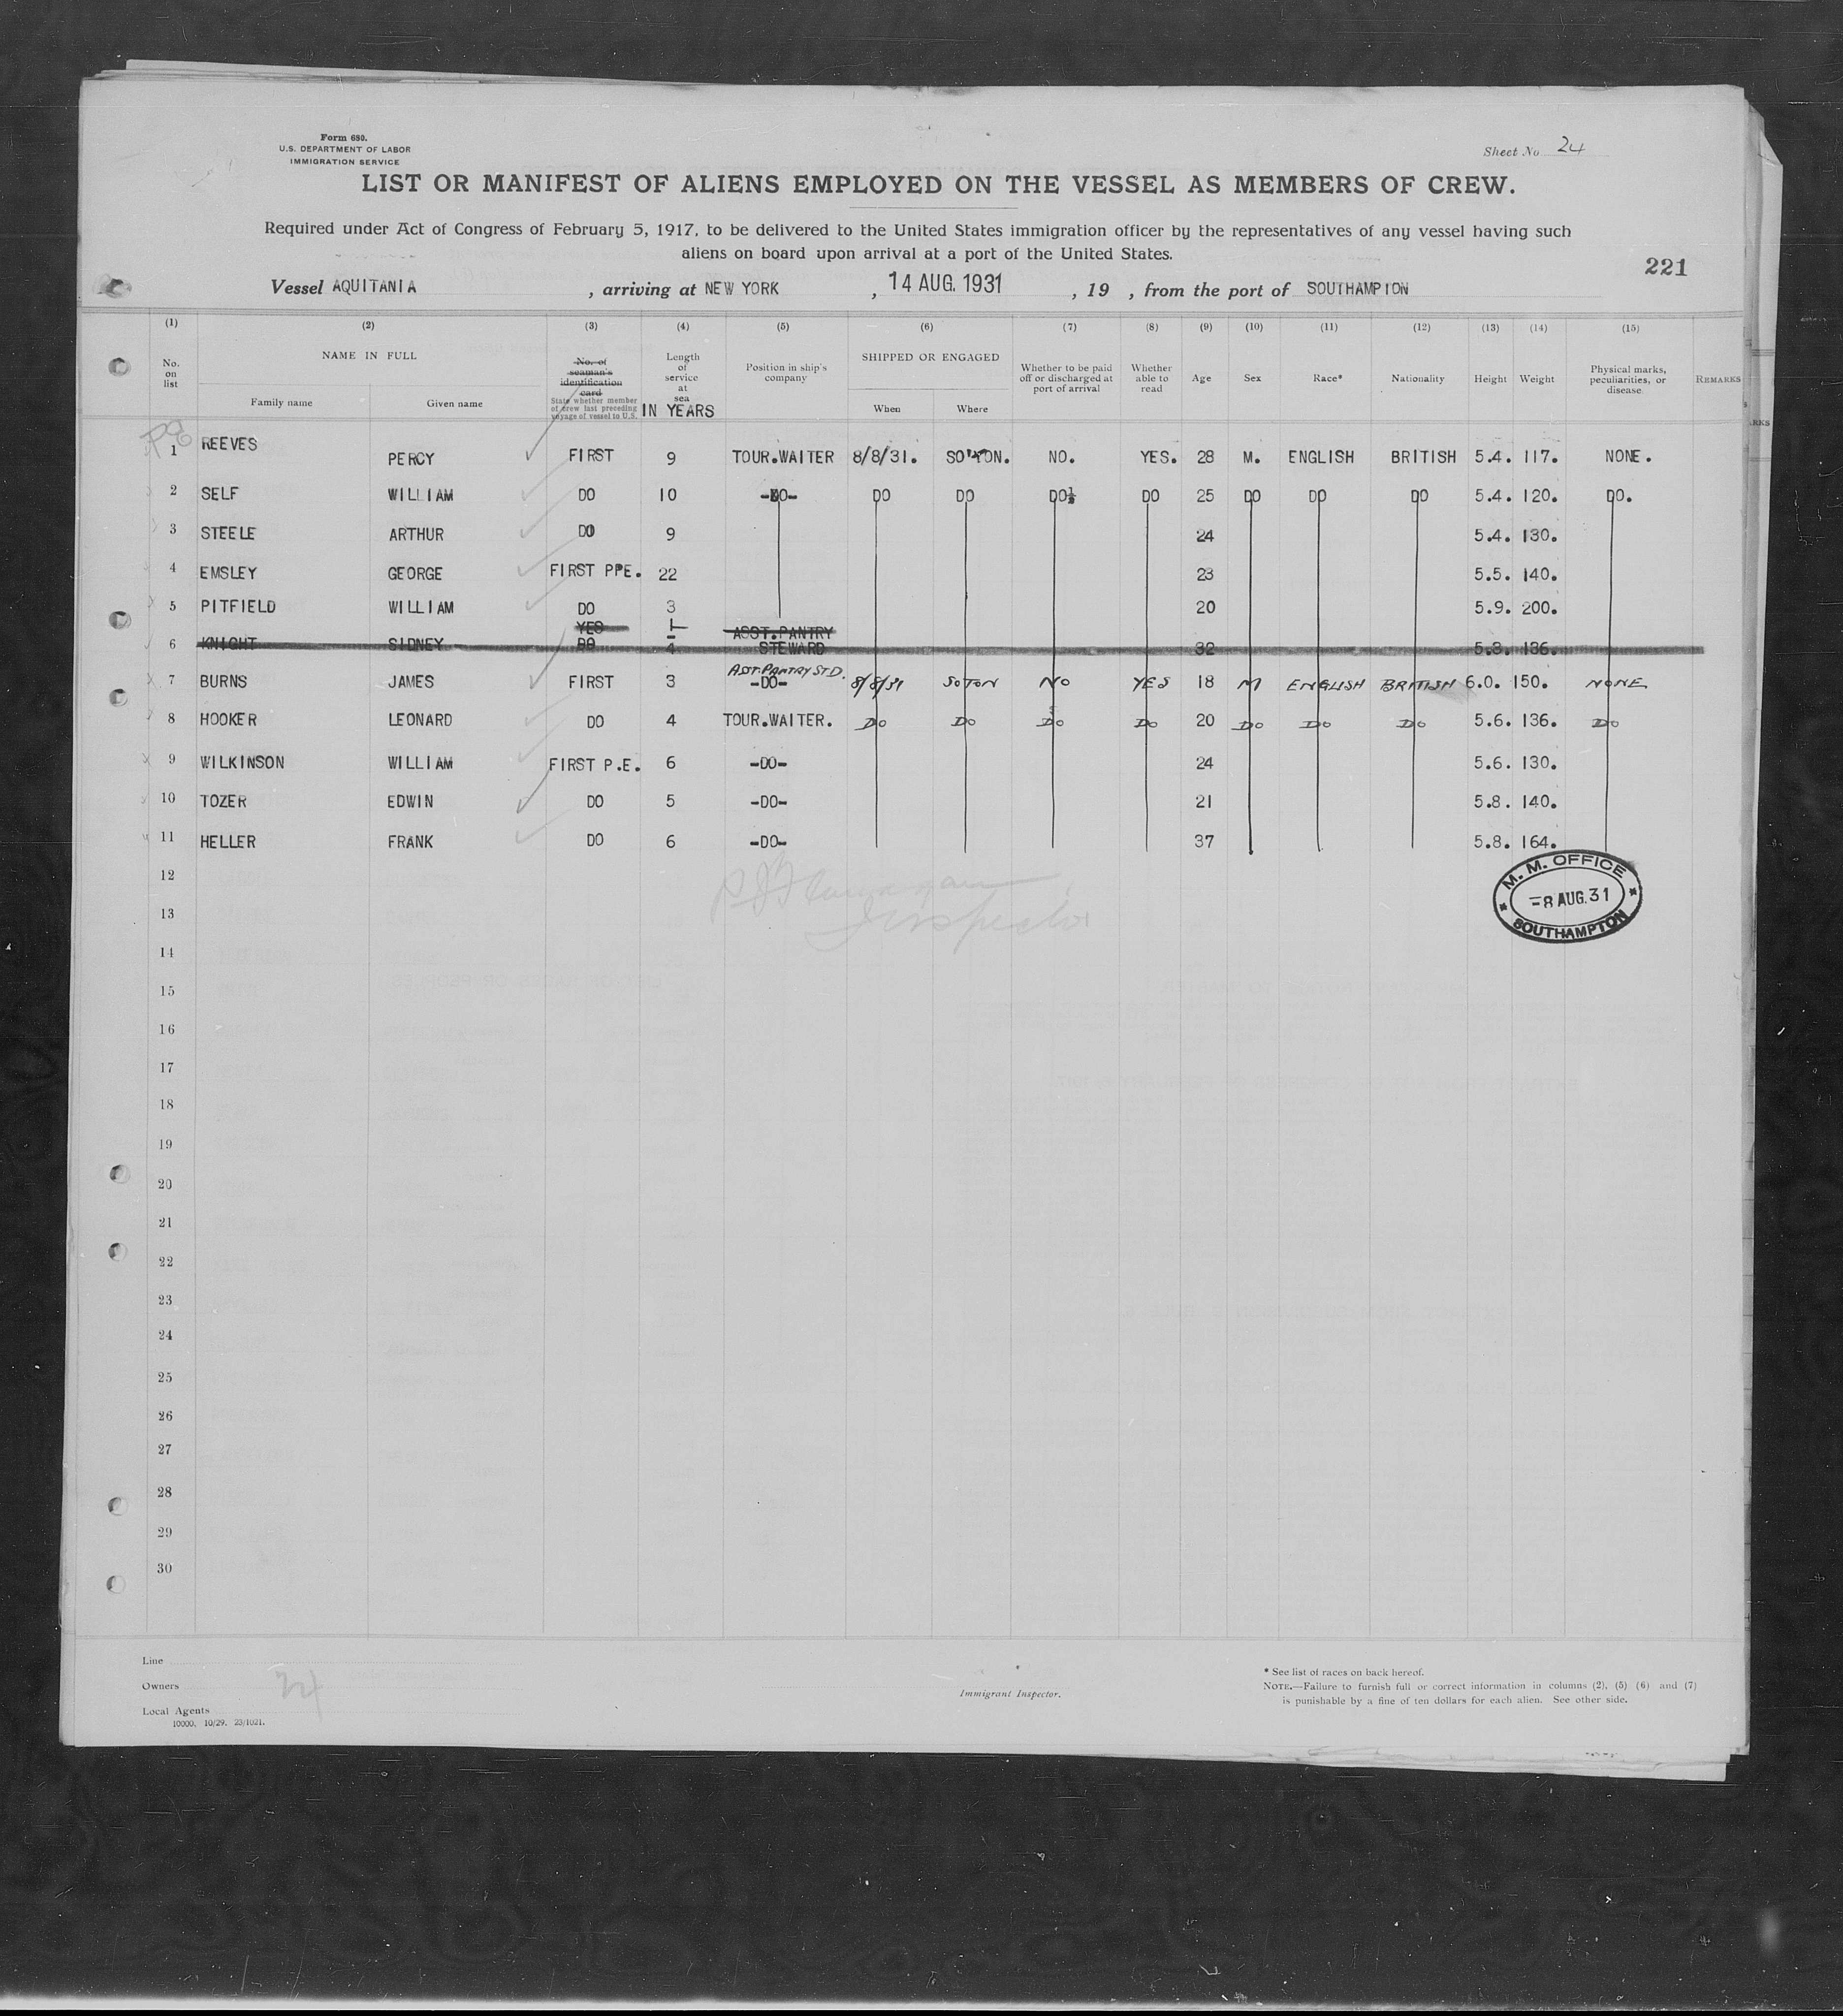 Form 680.
U.S. DEPARTMENT OF LABOR
IMMIGRATION SERVICE
Sheet No 24
LIST OR MANIFEST OF ALIENS EMPLOYED ON THE VESSEL AS MEMBERS OF CREW.
Required under Act of Congress of February 5, 1917, to be delivered to the United States immigration officer by the representatives of any vessel having such
aliens on board upon arrival at a port of the United States.
221
Vessel AQUITANIA , arriving at NEW YORK , 14 AUG. 1931 , 19 , from the port of SOUTHAMPTON
(1) (2) (3) (4) (5) (6) (7) (8) (9) (10) (11) (12) (13) (14) (15)
No. on list
NAME IN FULL
Family name Given name
No. of seaman's identification card
State whether member of crew last preceding voyage of vessel to U.S.
Length of service at sea IN YEARS
Position in ship's company
SHIPPED OR ENGAGED
When Where
Whether to be paid off or discharged at port of arrival
Whether able to read
Age Sex Race* Nationality Height Weight
Physical marks, peculiarities, or disease
REMARKS
1 REEVES PERCY FIRST 9 TOUR.WAITER 8/8/31. SO'TON. NO. YES. 28 M. ENGLISH BRITISH 5.4. 117. NONE.
2 SELF WILLIAM DO 10 -DO- DO DO DO DO 25 DO DO DO 5.4. 120. DO.
3 STEELE ARTHUR DO 9 24 5.4. 130.
4 EMSLEY GEORGE FIRST PPE. 22 23 5.5. 140.
5 PITFIELD WILLIAM DO 3 20 5.9. 200.
YES ASST.PANTRY
6 KNIGHT SIDNEY DO 4 STEWARD 32 5.8. 136.
ASST.PANTRY STD.
7 BURNS JAMES FIRST 3 -DO- 8/8/31 SOTON NO YES 18 M ENGLISH BRITISH 6.0. 150. NONE
8 HOOKER LEONARD DO 4 TOUR.WAITER. DO DO DO DO 20 DO DO DO 5.6. 136. DO
9 WILKINSON WILLIAM FIRST P.E. 6 -DO- 24 5.6. 130.
10 TOZER EDWIN DO 5 -DO- 21 5.8. 140.
11 HELLER FRANK DO 6 -DO- 37 5.8. 164.
M. M. OFFICE
-8 AUG.31
SOUTHAMPTON
12
Inspector
13
14
15
16
17
18
19
20
21
22
23
24
25
26
27
28
29
30
Line
Owners
Local Agents
10000, 10/29. 23/1021.
24
Immigrant Inspector.
* See list of races on back hereof.
NOTE.—Failure to furnish full or correct information in columns (2), (5) (6) and (7)
is punishable by a fine of ten dollars for each alien. See other side.